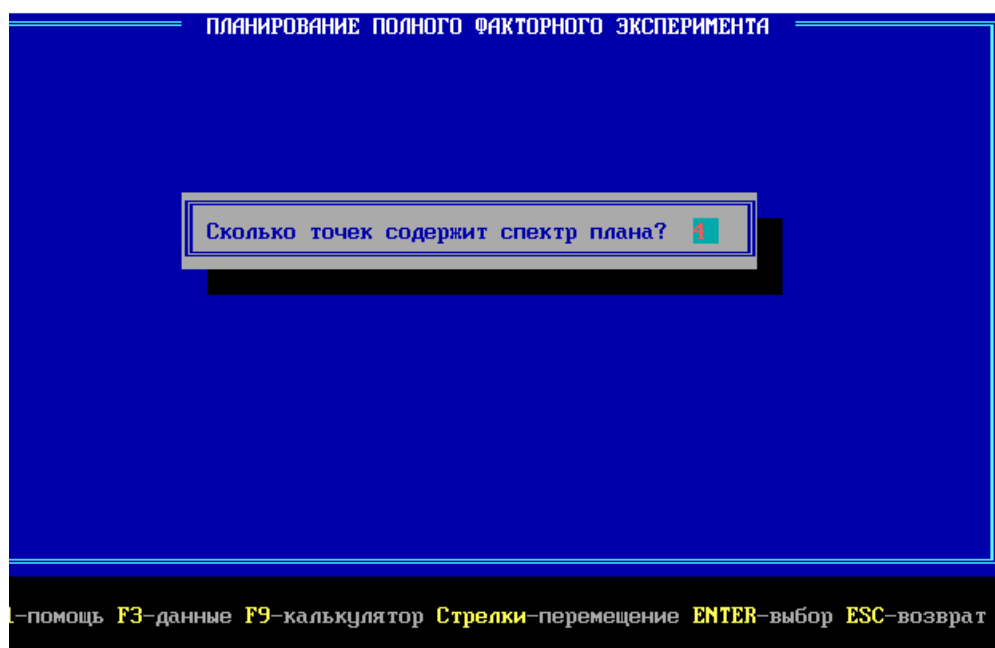 ПЛАНИРОВАНИЕ ПОЛНОГО ФАКТОРНОГО ЭКСПЕРИМЕНТА
Сколько точек содержит спектр плана? 4
1-помощь F3-данные F9-калькулятор Стрелки-перемещение ENTER-выбор ESC-возврат